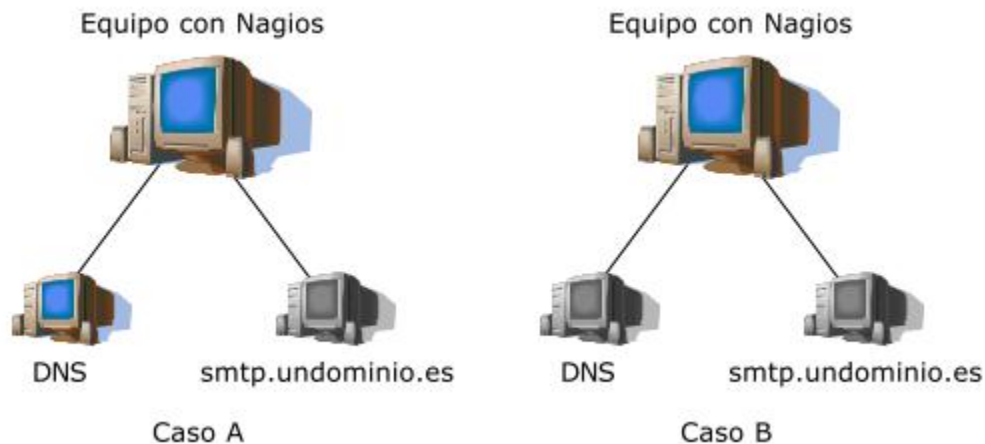 Equipo con Nagios
Equipo con Nagios
DNS
smtp.undominio.es
DNS
smtp.undominio.es
Caso A
Caso B